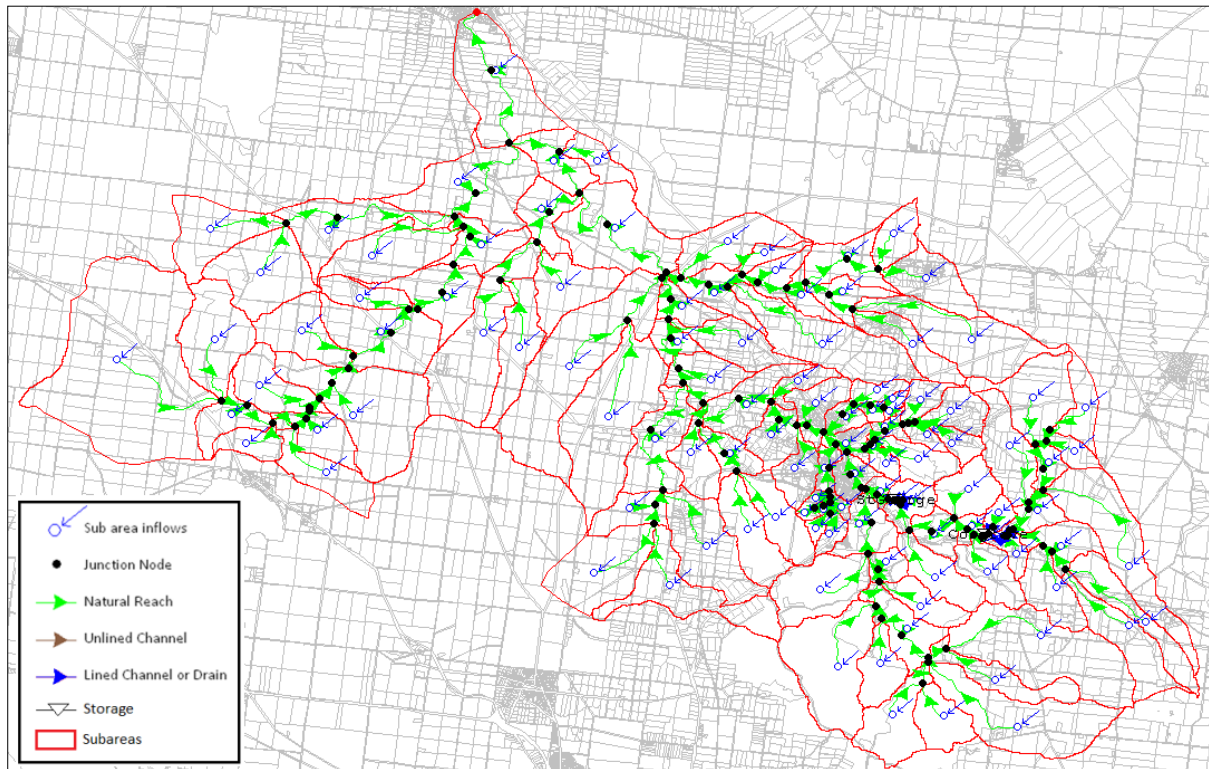 Sub area inflows
Junction Node
Natural Reach
Unlined Channel
Lined Channel or Drain
Storage
Subareas